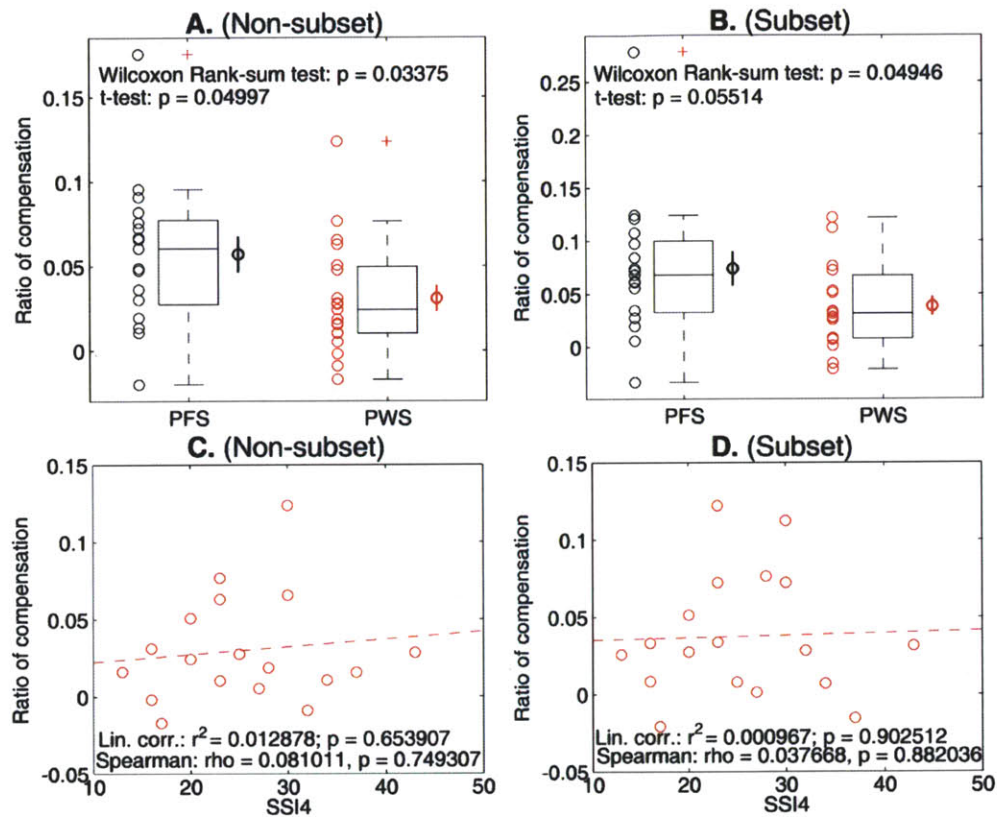 A. (Non-subset)
Wilcoxon Rank-sum test: p = 0.03375
t-test: p = 0.04997
0.15
0.1
0.05
0
Ratio of compensation
PFS
PWS
B. (Subset)
Wilcoxon Rank-sum test: p = 0.04946
t-test: p = 0.05514
0.25
0.2
0.15
0.1
0.05
0
Ratio of compensation
PFS
PWS
C. (Non-subset)
0.15
0.1
0.05
0
-0.05
Ratio of compensation
Lin. corr.: r² = 0.012878; p = 0.653907
Spearman: rho = 0.081011, p = 0.749307
10 20 30 40 50
SSI4
D. (Subset)
0.15
0.1
0.05
0
-0.05
Ratio of compensation
Lin. corr.: r² = 0.000967; p = 0.902512
Spearman: rho = 0.037668, p = 0.882036
10 20 30 40 50
SSI4